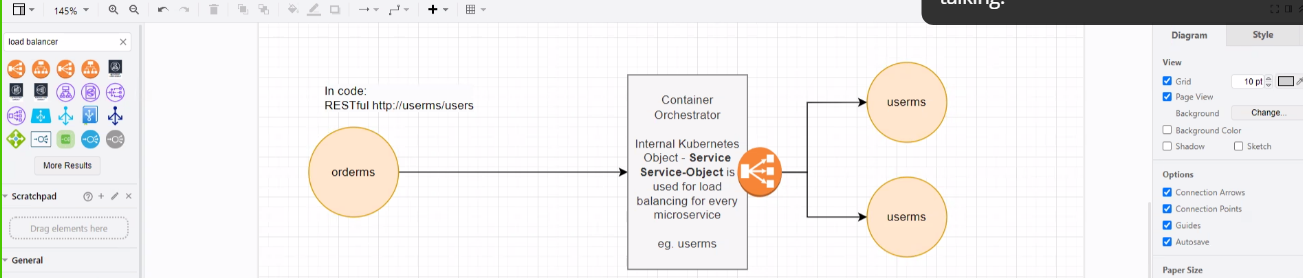 talking.
145%
load balancer
More Results
Scratchpad
Drag elements here
General
In code:
RESTful http://userms/users
orderms
Container
Orchestrator
Internal Kubernetes
Object - Service
Service-Object is
used for load
balancing for every
microservice
eg. userms
userms
userms
Diagram
Style
View
Grid
10 pt
Page View
Background
Change...
Background Color
Shadow
Sketch
Options
Connection Arrows
Connection Points
Guides
Autosave
Paper Size